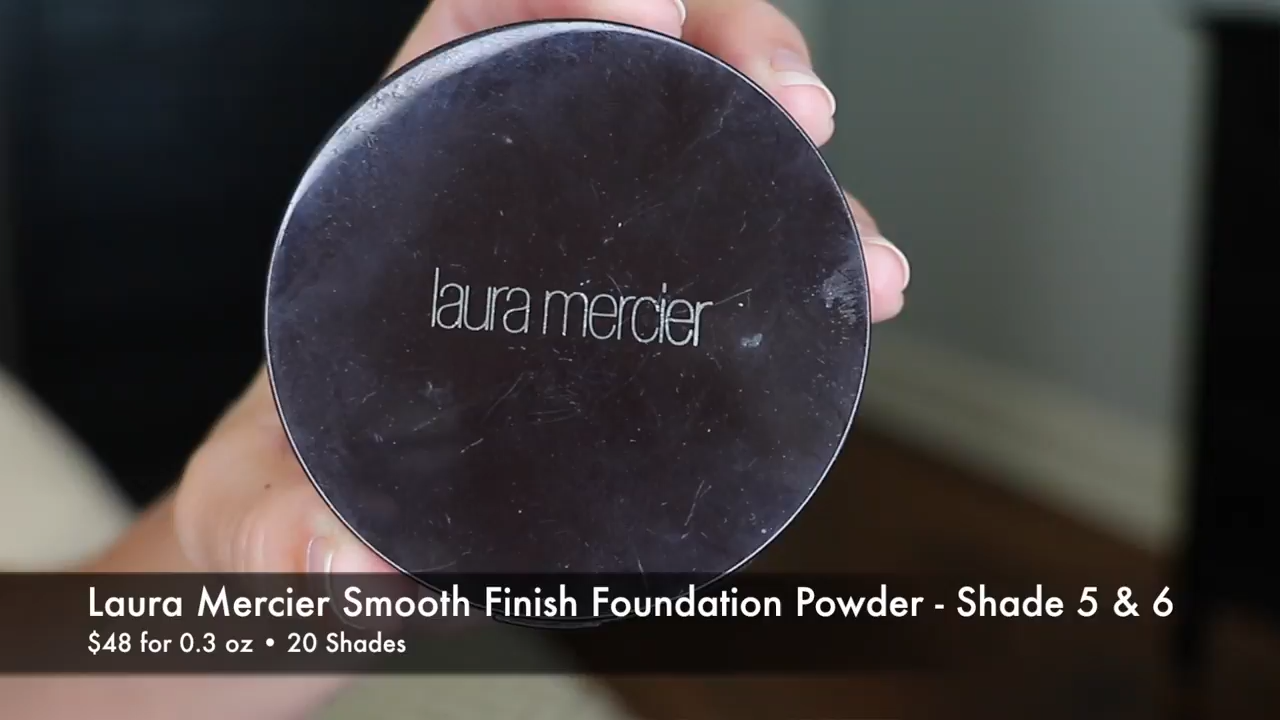 laura mercier
Laura Mercier Smooth Finish Foundation Powder - Shade 5 & 6
$48 for 0.3 oz • 20 Shades